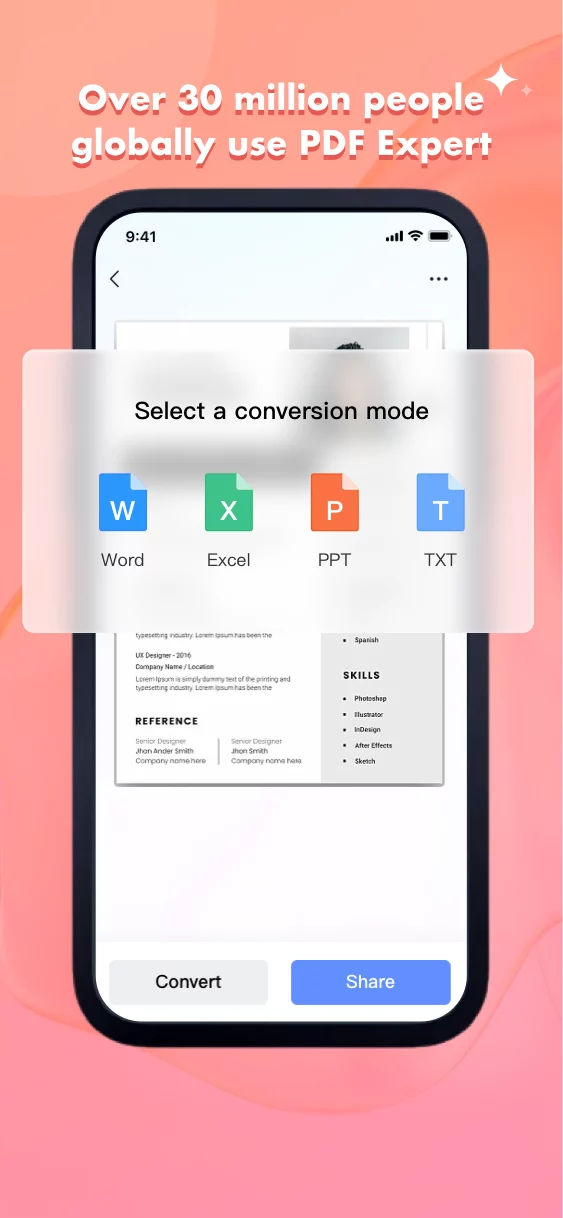 Over 30 million people
globally use PDF Expert
9:41
Select a conversion mode
W X P T
Word Excel PPT TXT
typesetting industry. Lorem Ipsum has been the
Spanish
UX Designer - 2016
Company Name / Location
Lorem Ipsum is simply dummy text of the printing and
typesetting industry. Lorem Ipsum has been the
SKILLS
Photoshap
Illustrator
InDesign
After Effects
Sketch
REFERENCE
Senior Designer Senior Designer
Jhon Ander Smith Jhon Smith
Company name here Company name here
Convert Share